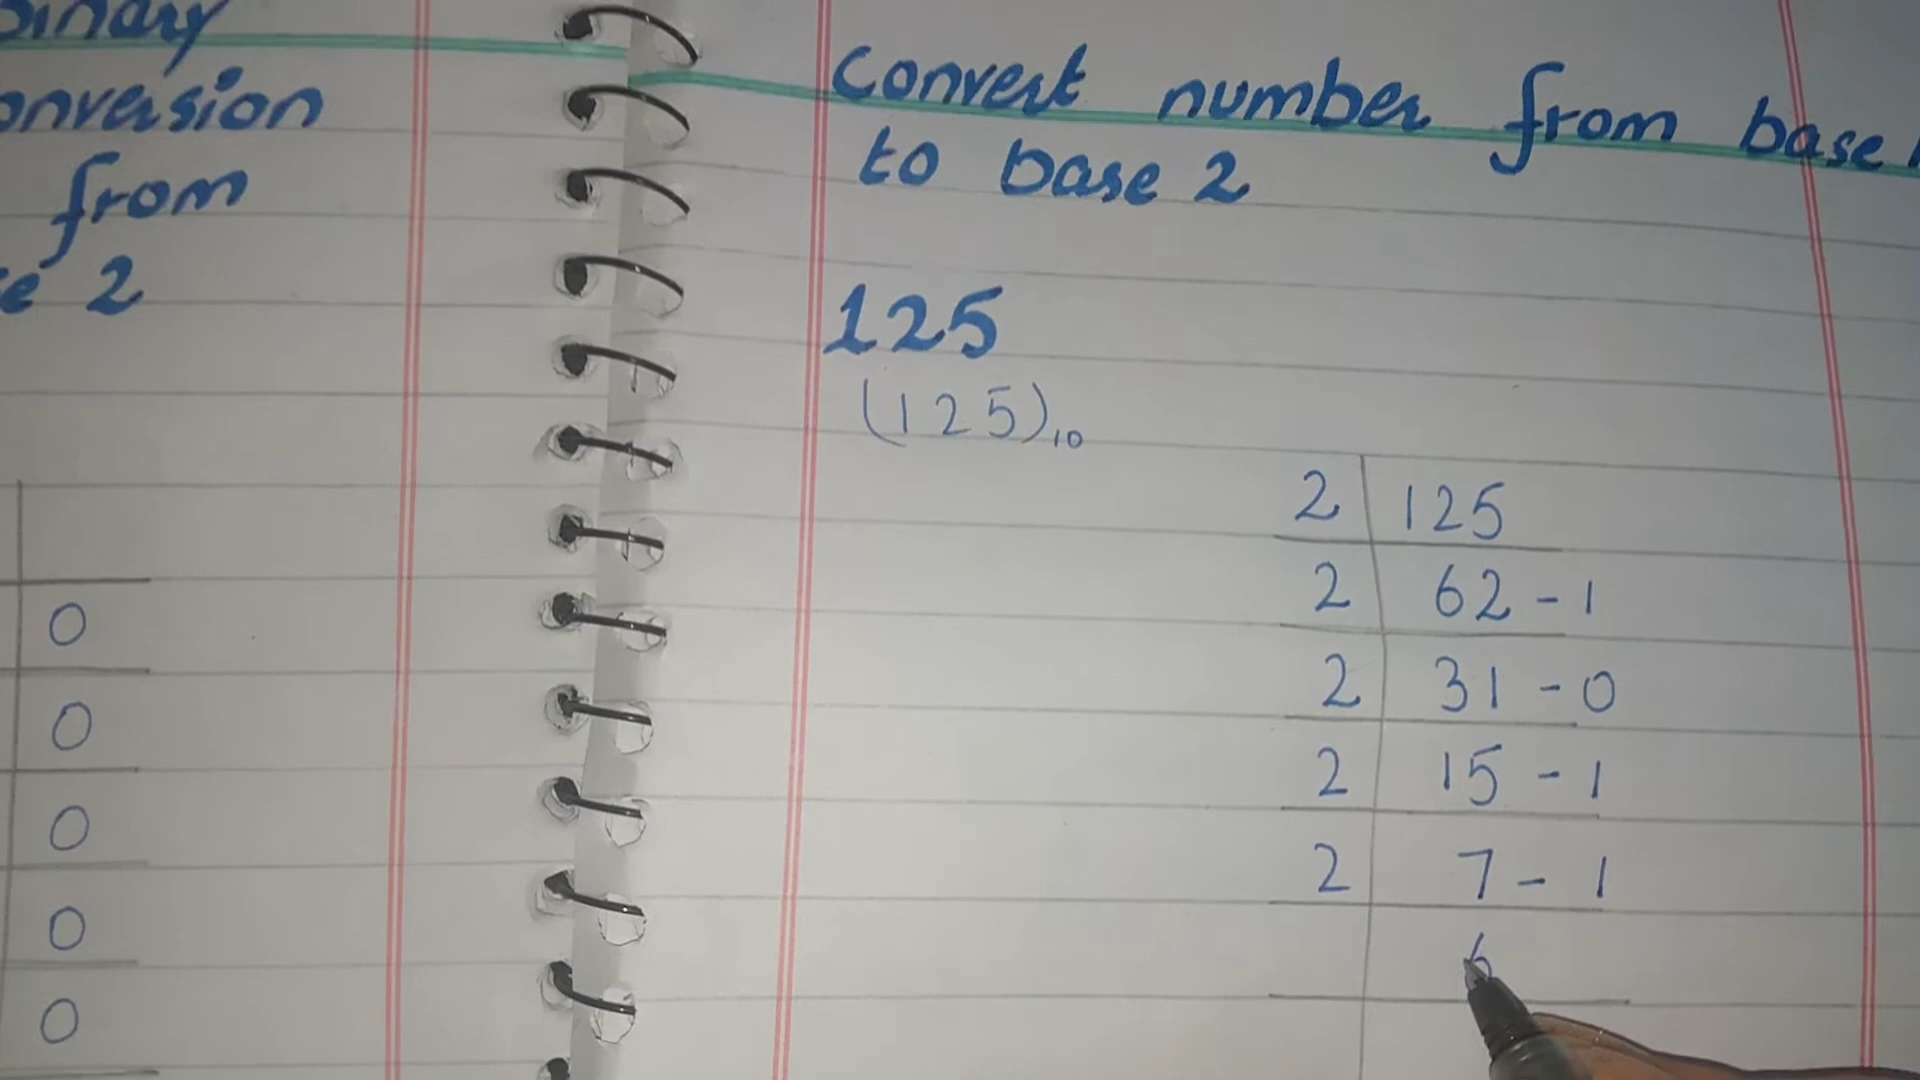 binary
onversion
from
e 2
0
0
0
0
0
Convert number from base
to base 2
125
(125)10
2 125
2 62 - 1
2 31 - 0
2 15 - 1
2 7 - 1
6